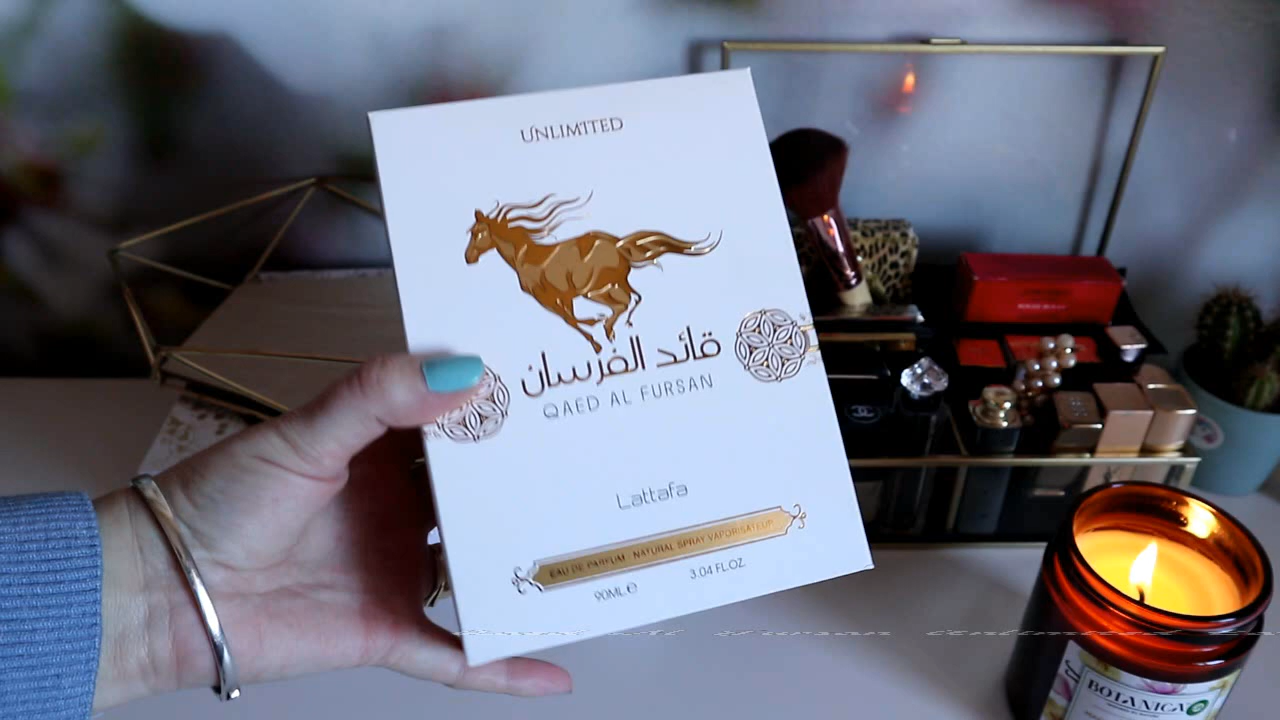 UNLIMITED
قائد الفرسان
QAED AL FURSAN
Lattafa
EAU DE PARFUM - NATURAL SPRAY VAPORISATEUR
90ML e
3.04 FL.OZ.
BOTANICA